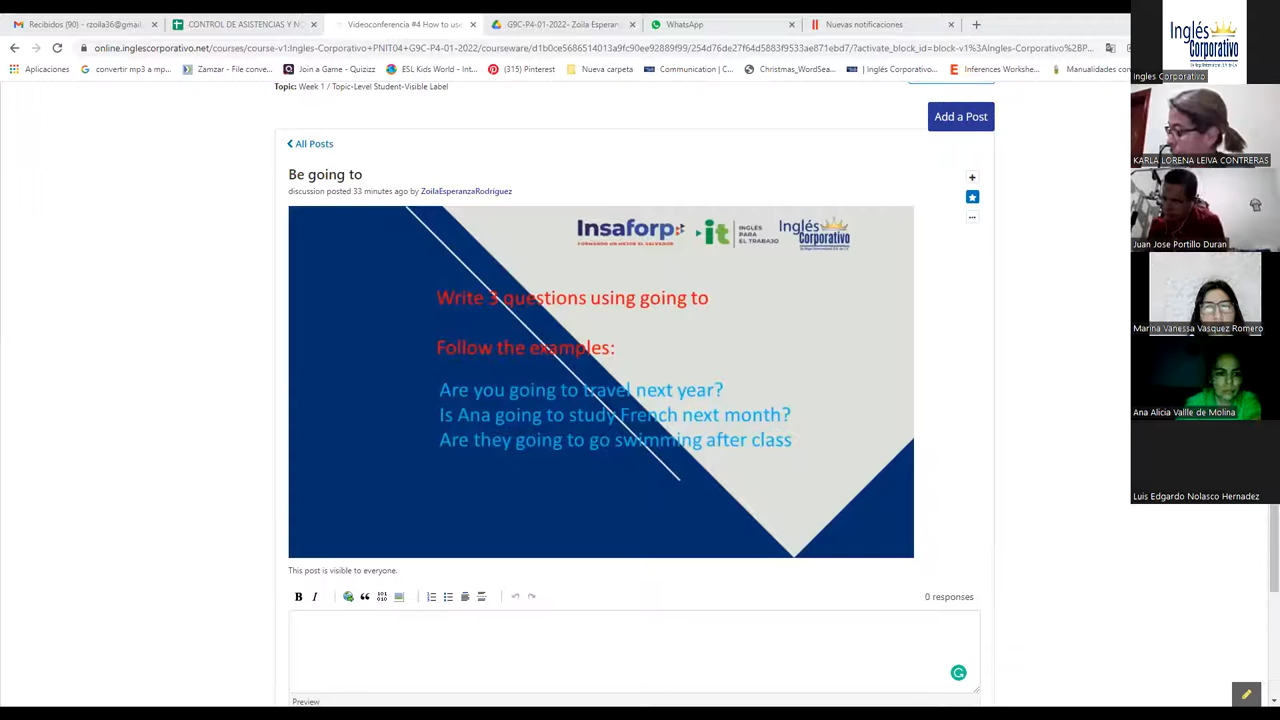 Recibidos (90) - rzoila36@gmail.com
CONTROL DE ASISTENCIAS Y NO
Videoconferencia #4 How to use
G9C-P4-01-2022- Zoila Esperan
WhatsApp
Nuevas notificaciones
online.inglescorporativo.net/courses/course-v1:Ingles-Corporativo+PNIT04+G9C-P4-01-2022/courseware/d1b0ce5686514013a9fc90ee92889f99/254d76de27f64d5883f9533ae871ebd7/?activate_block_id=block-v1%3AIngles-Corporativo%2BP...
Aplicaciones
convertir mp3 a mp...
Zamzar - File conve...
Join a Game - Quizizz
ESL Kids World - Int...
(315) Pinterest
Nueva carpeta
Communication | C...
Christmas_WordSea...
| Inglés Corporativo...
Inferences Workshe...
Manualidades con
Topic: Week 1 / Topic-Level Student-Visible Label
Add a Post
All Posts
Be going to
discussion posted 33 minutes ago by ZoilaEsperanzaRodríguez
Insaforp
FORMANDO UN MEJOR EL SALVADOR
it
INGLÉS
PARA
EL TRABAJO
Inglés
Corporativo
Write 3 questions using going to
Follow the examples:
Are you going to travel next year?
Is Ana going to study French next month?
Are they going to go swimming after class
This post is visible to everyone.
B I
0 responses
Preview
Inglés
Corporativo
Ingles Corporativo
KARLA LORENA LEIVA CONTRERAS
Juan Jose Portillo Duran
Marina Vanessa Vasquez Romero
Ana Alicia Vallle de Molina
Luis Edgardo Nolasco Hernadez